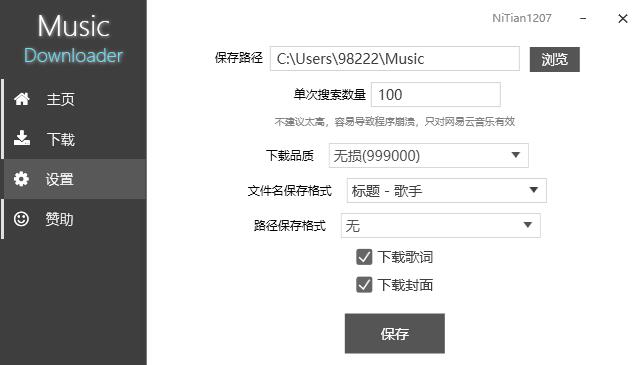 Music
Downloader
主页
下载
设置
赞助
NiTian1207
保存路径 C:\Users\98222\Music 浏览
单次搜索数量 100
不建议太高，容易导致程序崩溃，只对网易云音乐有效
下载品质 无损(999000)
文件名保存格式 标题 - 歌手
路径保存格式 无
下载歌词
下载封面
保存